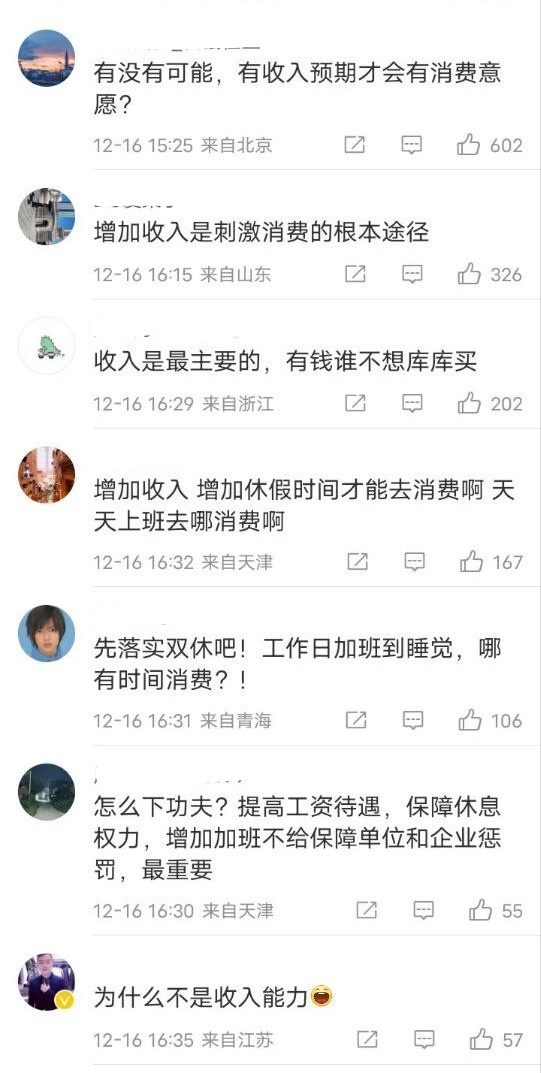 有没有可能，有收入预期才会有消费意
愿？
12-16 15:25 来自北京
602
增加收入是刺激消费的根本途径
12-16 16:15 来自山东
326
收入是最主要的，有钱谁不想库库买
12-16 16:29 来自浙江
202
增加收入 增加休假时间才能去消费啊 天
天上班去哪消费啊
12-16 16:32 来自天津
167
先落实双休吧！工作日加班到睡觉，哪
有时间消费？！
12-16 16:31 来自青海
106
怎么下功夫？提高工资待遇，保障休息
权力，增加加班不给保障单位和企业惩
罚，最重要
12-16 16:30 来自天津
55
为什么不是收入能力😄
12-16 16:35 来自江苏
57